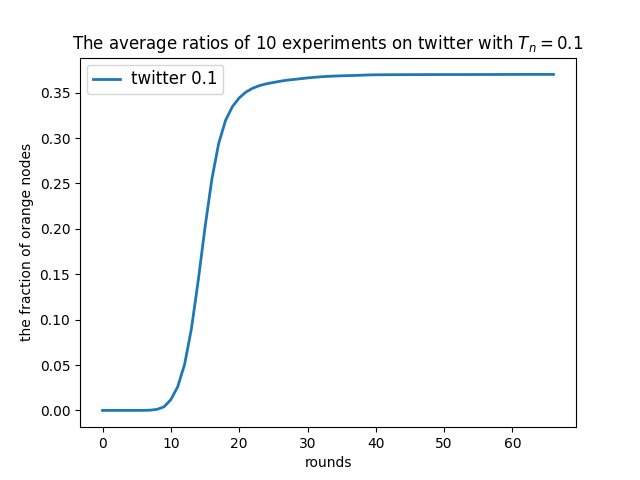 The average ratios of 10 experiments on twitter with Tₙ = 0.1
twitter 0.1
the fraction of orange nodes
0.35
0.30
0.25
0.20
0.15
0.10
0.05
0.00
0 10 20 30 40 50 60
rounds